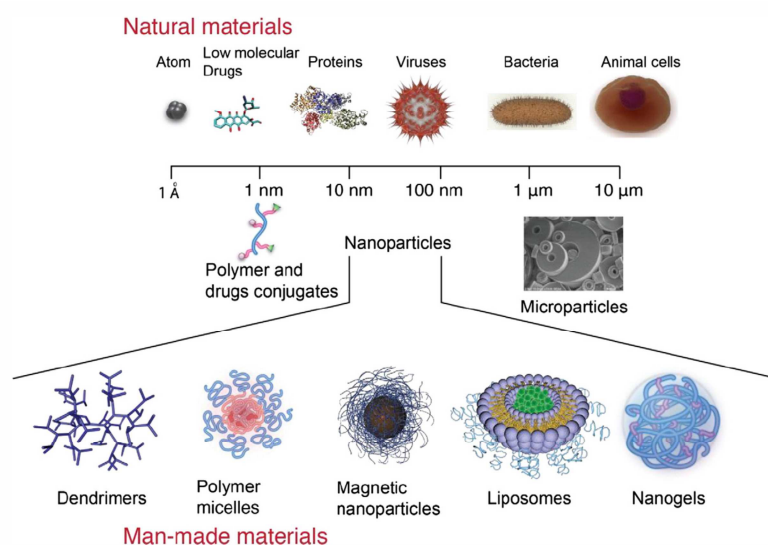 Natural materials
Atom
Low molecular
Drugs
Proteins
Viruses
Bacteria
Animal cells
1 Å
1 nm
10 nm
100 nm
1 µm
10 µm
Polymer and
drugs conjugates
Nanoparticles
Microparticles
Dendrimers
Polymer
micelles
Magnetic
nanoparticles
Liposomes
Nanogels
Man-made materials